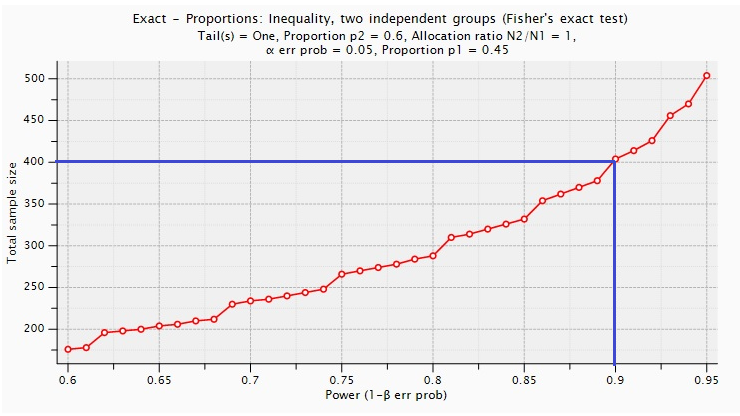 Exact – Proportions: Inequality, two independent groups (Fisher's exact test)
Tail(s) = One, Proportion p2 = 0.6, Allocation ratio N2/N1 = 1,
α err prob = 0.05, Proportion p1 = 0.45
Total sample size
500
450
400
350
300
250
200
0.6 0.65 0.7 0.75 0.8 0.85 0.9 0.95
Power (1-β err prob)